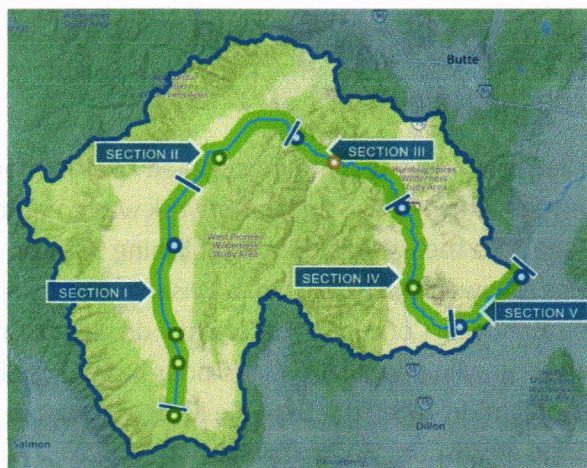 Butte
SECTION II
SECTION III
Humbug Spires
Wilderness
Study Area
West Pioneer
Wilderness
Study Area
SECTION IV
SECTION I
SECTION V
15
Dillon
Salmon